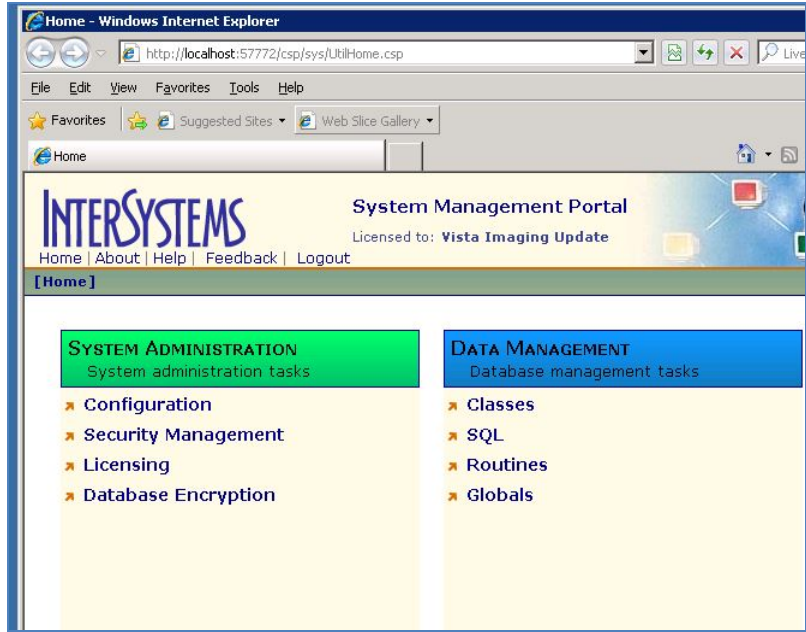 Home - Windows Internet Explorer
http://localhost:57772/csp/sys/UtilHome.csp
Live
File Edit View Favorites Tools Help
Favorites Suggested Sites Web Slice Gallery
Home
INTERSYSTEMS
System Management Portal
Licensed to: Vista Imaging Update
Home | About | Help | Feedback | Logout
[Home]
SYSTEM ADMINISTRATION
System administration tasks
Configuration
Security Management
Licensing
Database Encryption
DATA MANAGEMENT
Database management tasks
Classes
SQL
Routines
Globals